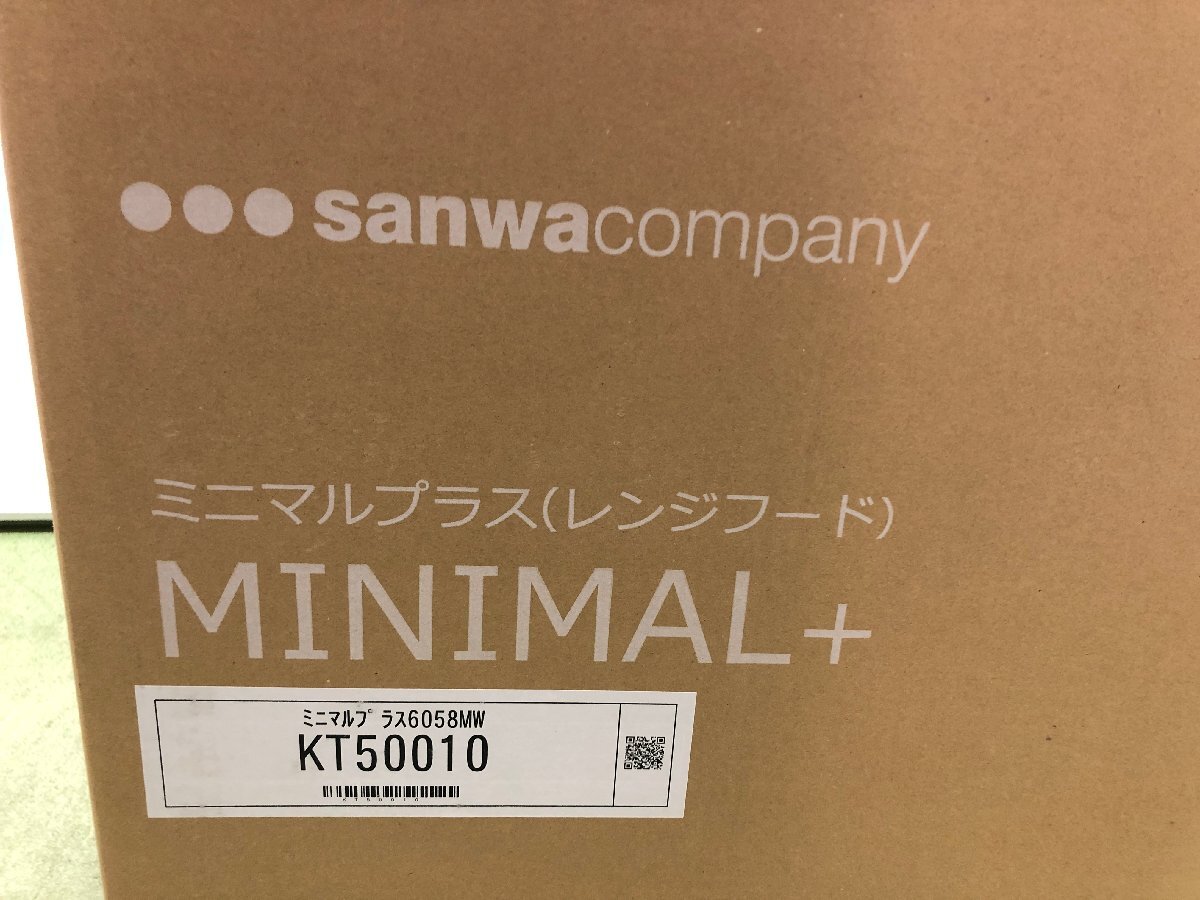 sanwacompany
ミニマルプラス(レンジフード)
MINIMAL+
ﾐﾆﾏﾙﾌﾟﾗｽ6058MW
KT50010
KT50010